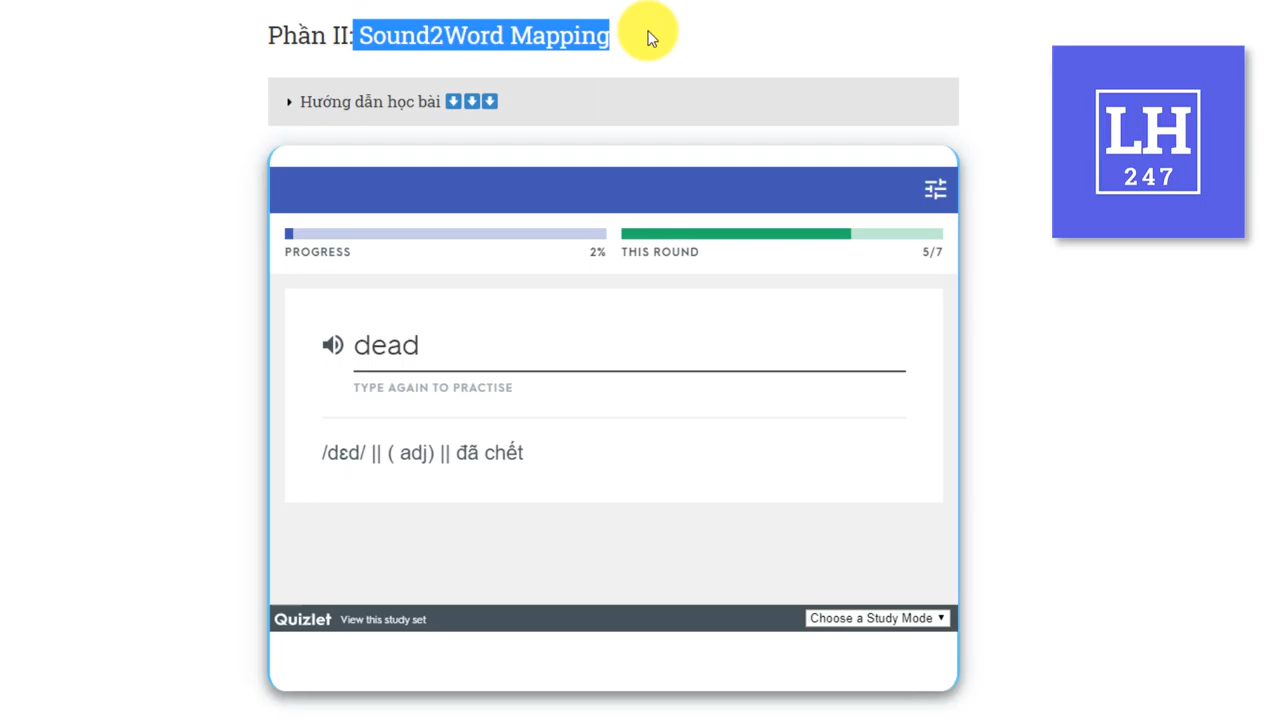 Phần II: Sound2Word Mapping
Hướng dẫn học bài
LH
247
PROGRESS 2% THIS ROUND 5/7
dead
TYPE AGAIN TO PRACTISE
/dɛd/ || ( adj) || đã chết
Quizlet View this study set Choose a Study Mode